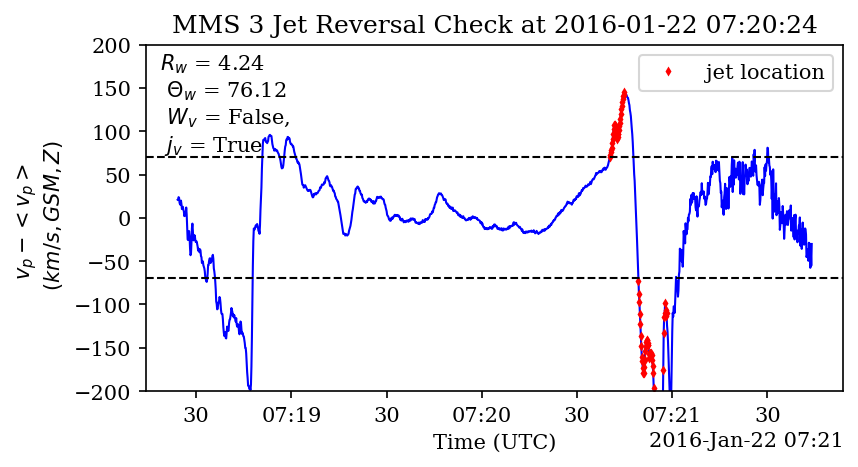 MMS 3 Jet Reversal Check at 2016-01-22 07:20:24
R_w = 4.24
Θ_w = 76.12
W_v = False,
j_v = True
jet location
v_p − < v_p >
(km/s, GSM, Z)
200
150
100
50
0
−50
−100
−150
−200
30 07:19 30 07:20 30 07:21 30
Time (UTC)
2016-Jan-22 07:21